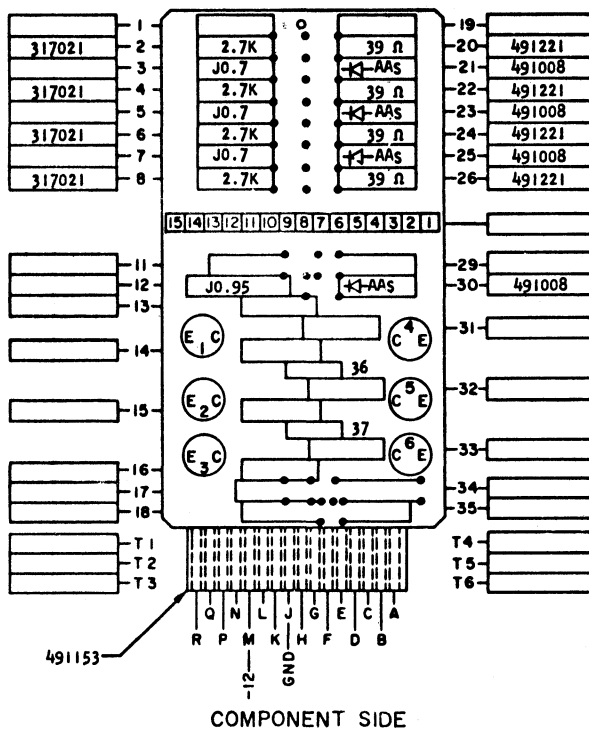 1 19
317021 2 2.7K 39 Ω 20 491221
3 J0.7 AAS 21 491008
317021 4 2.7K 39 Ω 22 491221
5 J0.7 AAS 23 491008
317021 6 2.7K 39 Ω 24 491221
7 J0.7 AAS 25 491008
317021 8 2.7K 39 Ω 26 491221
15 14 13 12 11 10 9 8 7 6 5 4 3 2 1
11 29
12 J0.95 AAS 30 491008
13
E 1 C C 4 E 31
14
36
E 2 C C 5 E 32
15
37
E 3 C C 6 E 33
16
17 34
18 35
T1 T4
T2 T5
T3 T6
Q N L J G E C A
R P M K H F D B
491153
-12
GND
COMPONENT SIDE